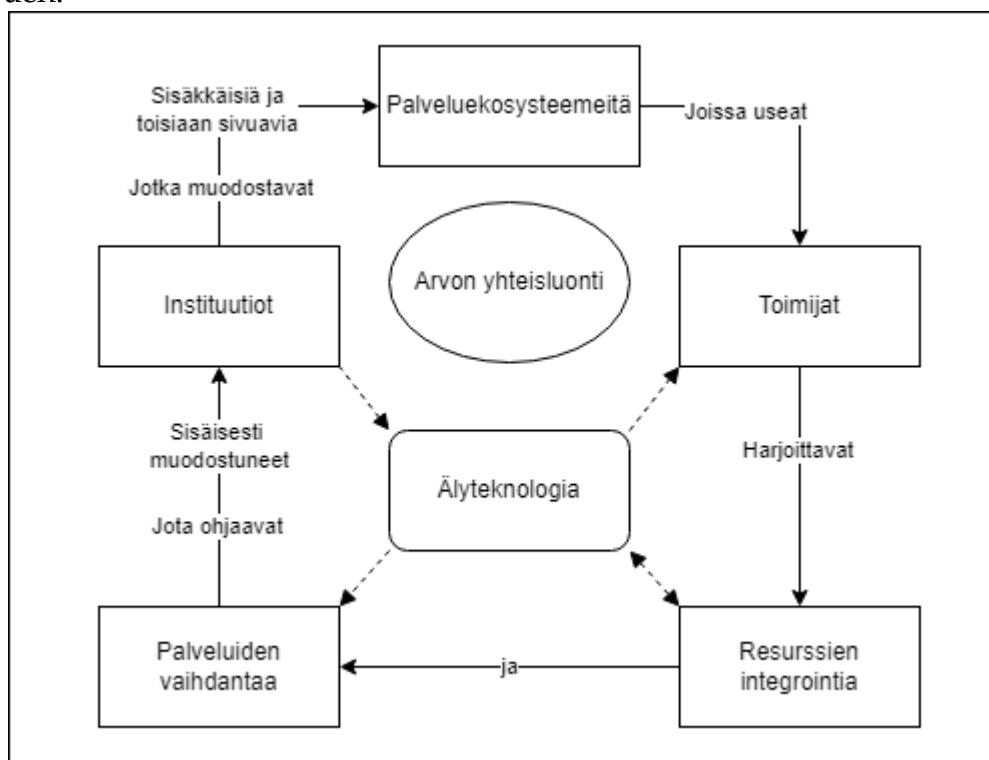 Sisäkkäisiä ja
toisiaan sivuavia
Palveluekosysteemeitä
Joissa useat
Jotka muodostavat
Instituutiot
Arvon yhteisluonti
Toimijat
Sisäisesti
muodostuneet
Älyteknologia
Harjoittavat
Jota ohjaavat
Palveluiden
vaihdantaa
ja
Resurssien
integrointia